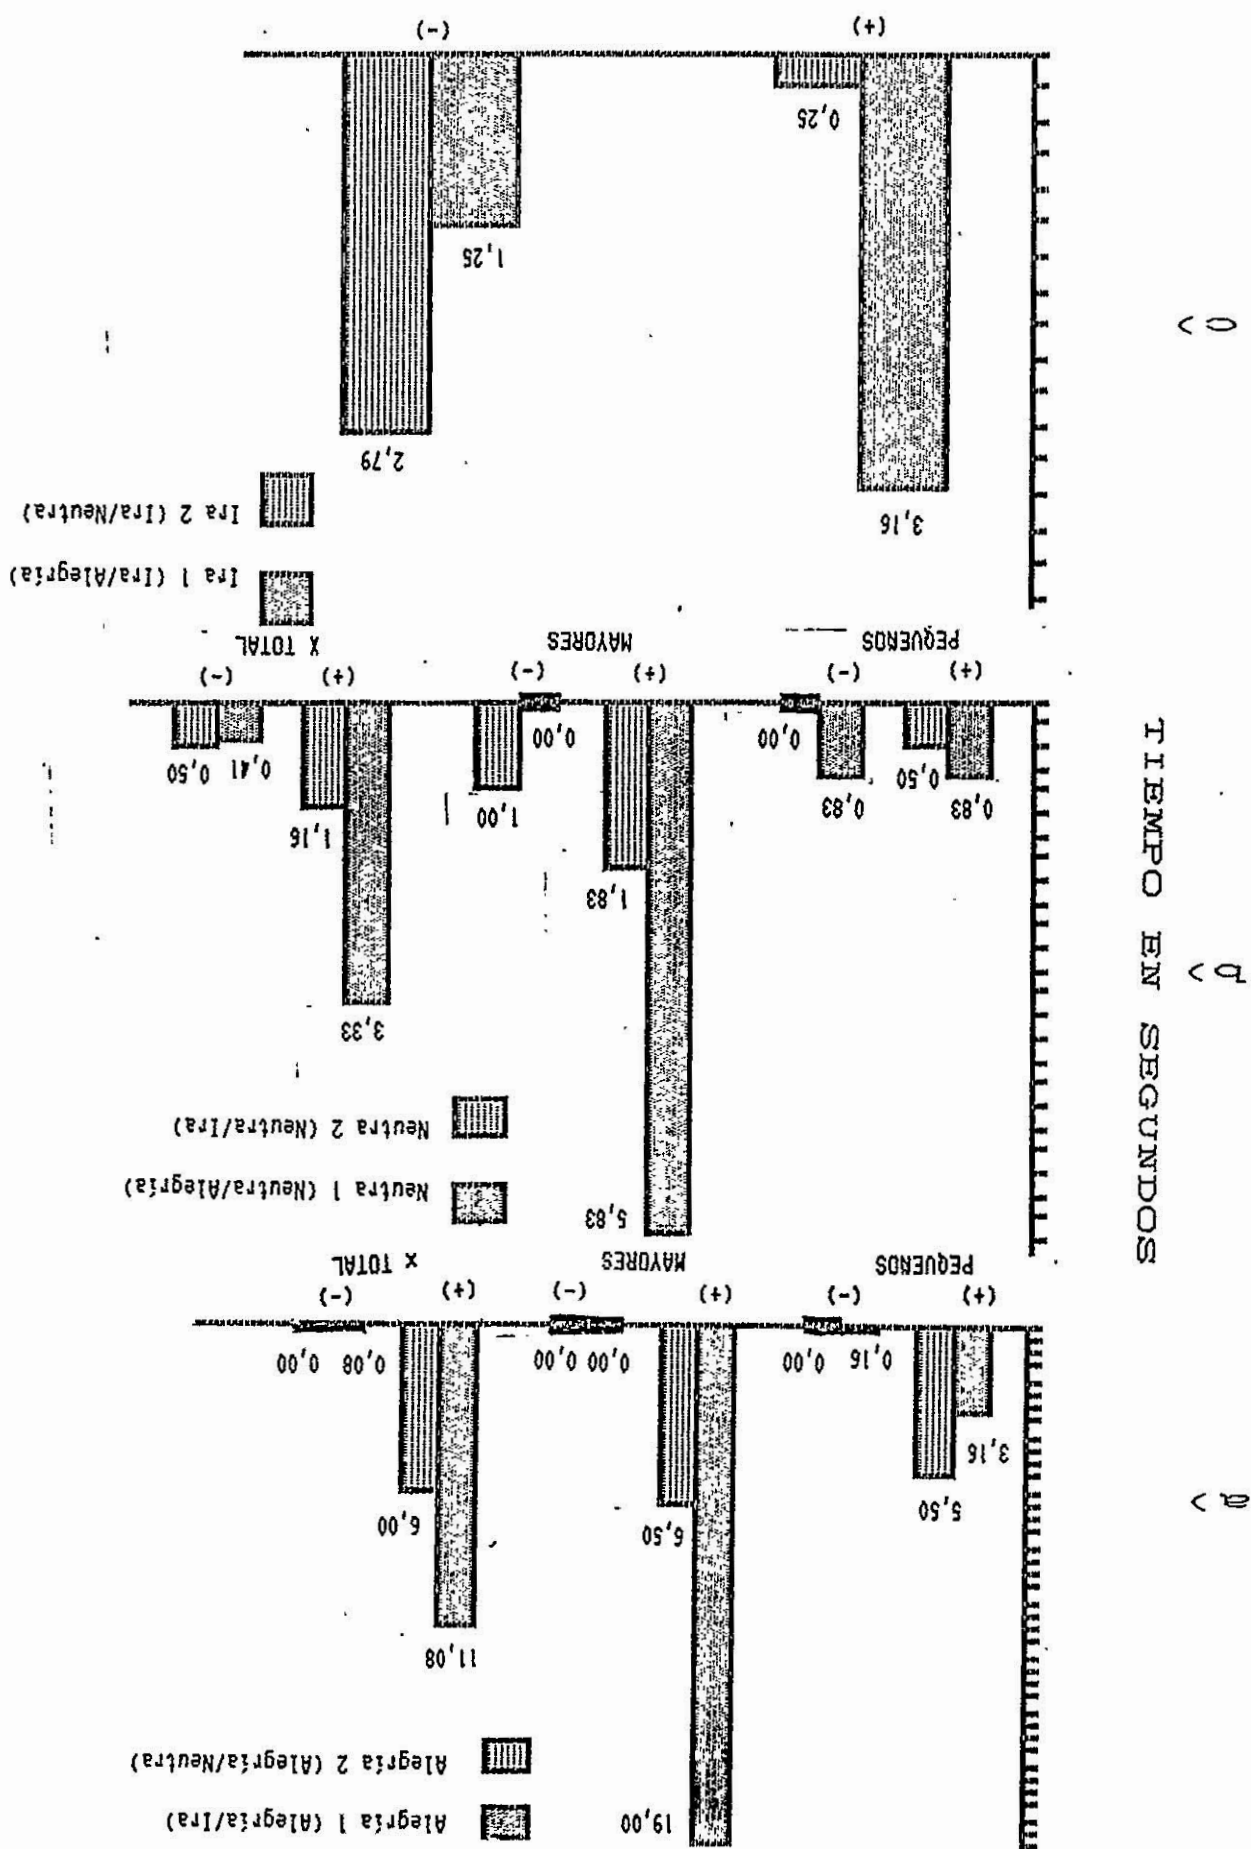 a)
TIEMPO EN SEGUNDOS
19,00
Alegría 1 (Alegría/Ira)
Alegría 2 (Alegría/Neutra)
11,08
5,50
6,50
6,00
3,16
0,16 0,00
0,00 0,00
0,08 0,00
(+) (-) (+) (-) (+) (-)
PEQUENOS MAYORES x TOTAL
b)
5,83
Neutra 1 (Neutra/Alegría)
Neutra 2 (Neutra/Ira)
3,33
1,83
1,16
0,83 0,50 0,83 0,00
1,00 0,00
0,41 0,50
(+) (-) (+) (-) (+) (-)
PEQUENOS MAYORES X TOTAL
c)
Ira 1 (Ira/Alegría)
Ira 2 (Ira/Neutra)
3,16
2,79
1,25
0,25
(+) (-)